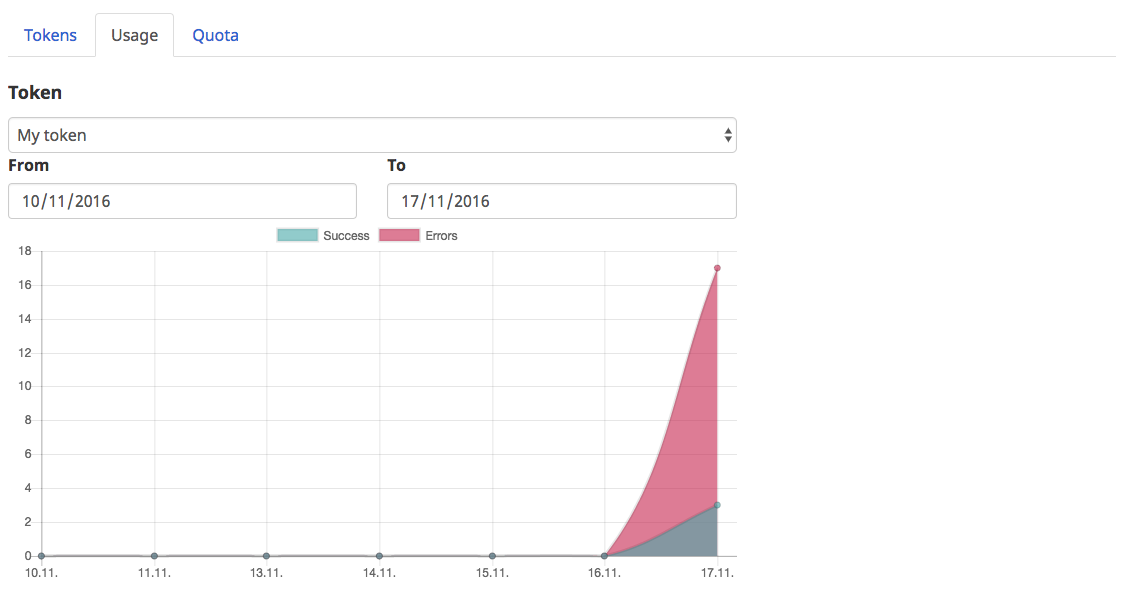 Tokens Usage Quota
Token
My token
From To
10/11/2016 17/11/2016
Success Errors
18
16
14
12
10
8
6
4
2
0
10.11. 11.11. 13.11. 14.11. 15.11. 16.11. 17.11.